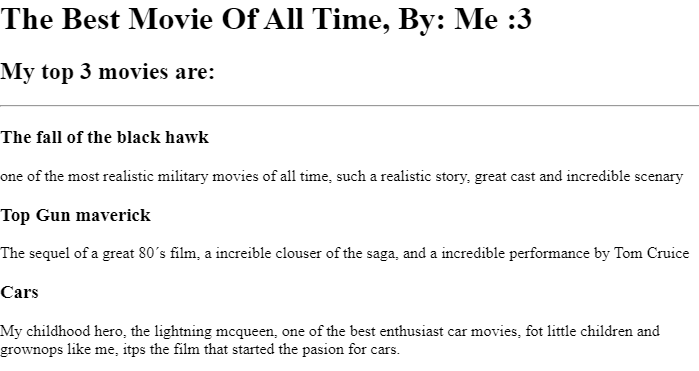 The Best Movie Of All Time, By: Me :3
My top 3 movies are:
The fall of the black hawk
one of the most realistic military movies of all time, such a realistic story, great cast and incredible scenary
Top Gun maverick
The sequel of a great 80´s film, a increible clouser of the saga, and a incredible performance by Tom Cruice
Cars
My childhood hero, the lightning mcqueen, one of the best enthusiast car movies, fot little children and
grownops like me, itps the film that started the pasion for cars.